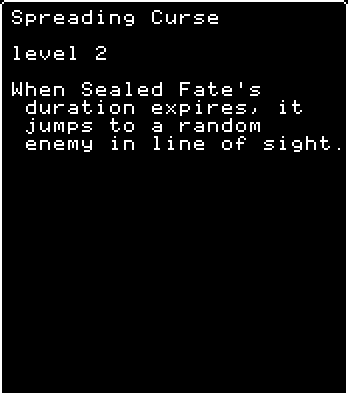 Spreading Curse
level 2
When Sealed Fate's
duration expires, it
jumps to a random
enemy in line of sight.